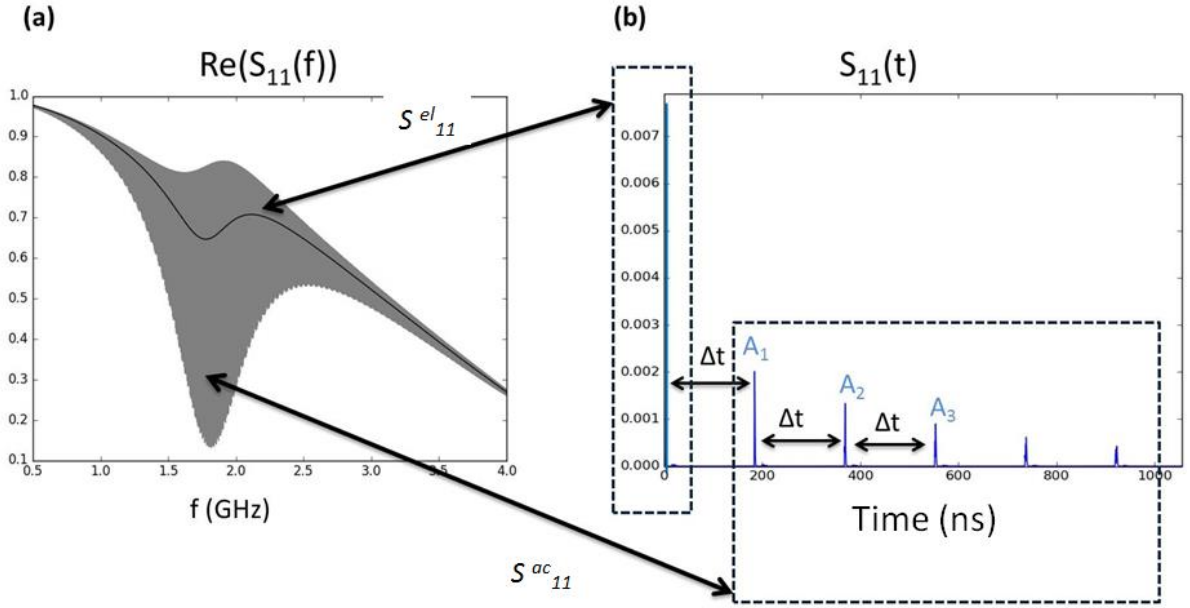 (a)
Re(S11(f))
1.0
0.9
0.8
0.7
0.6
0.5
0.4
0.3
0.2
0.1
0.5
1.0
1.5
2.0
2.5
3.0
3.5
4.0
f (GHz)
S el 11
S ac 11
(b)
S11(t)
0.007
0.006
0.005
0.004
0.003
0.002
0.001
0.000
Δt
A1
Δt
A2
Δt
A3
0
200
400
600
800
1000
Time (ns)